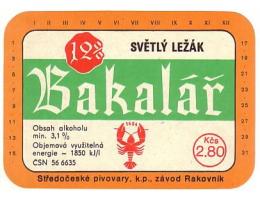 I II III IV V VI VII VIII IX X XI XII
12%
SVĚTLÝ LEŽÁK
Bakalář
Obsah alkoholu
min. 3,1%
Objemová využitelná
energie - 1850 kJ/l
ČSN 56 6635
Kčs
2.80
Středočeské pivovary, k.p., závod Rakovník